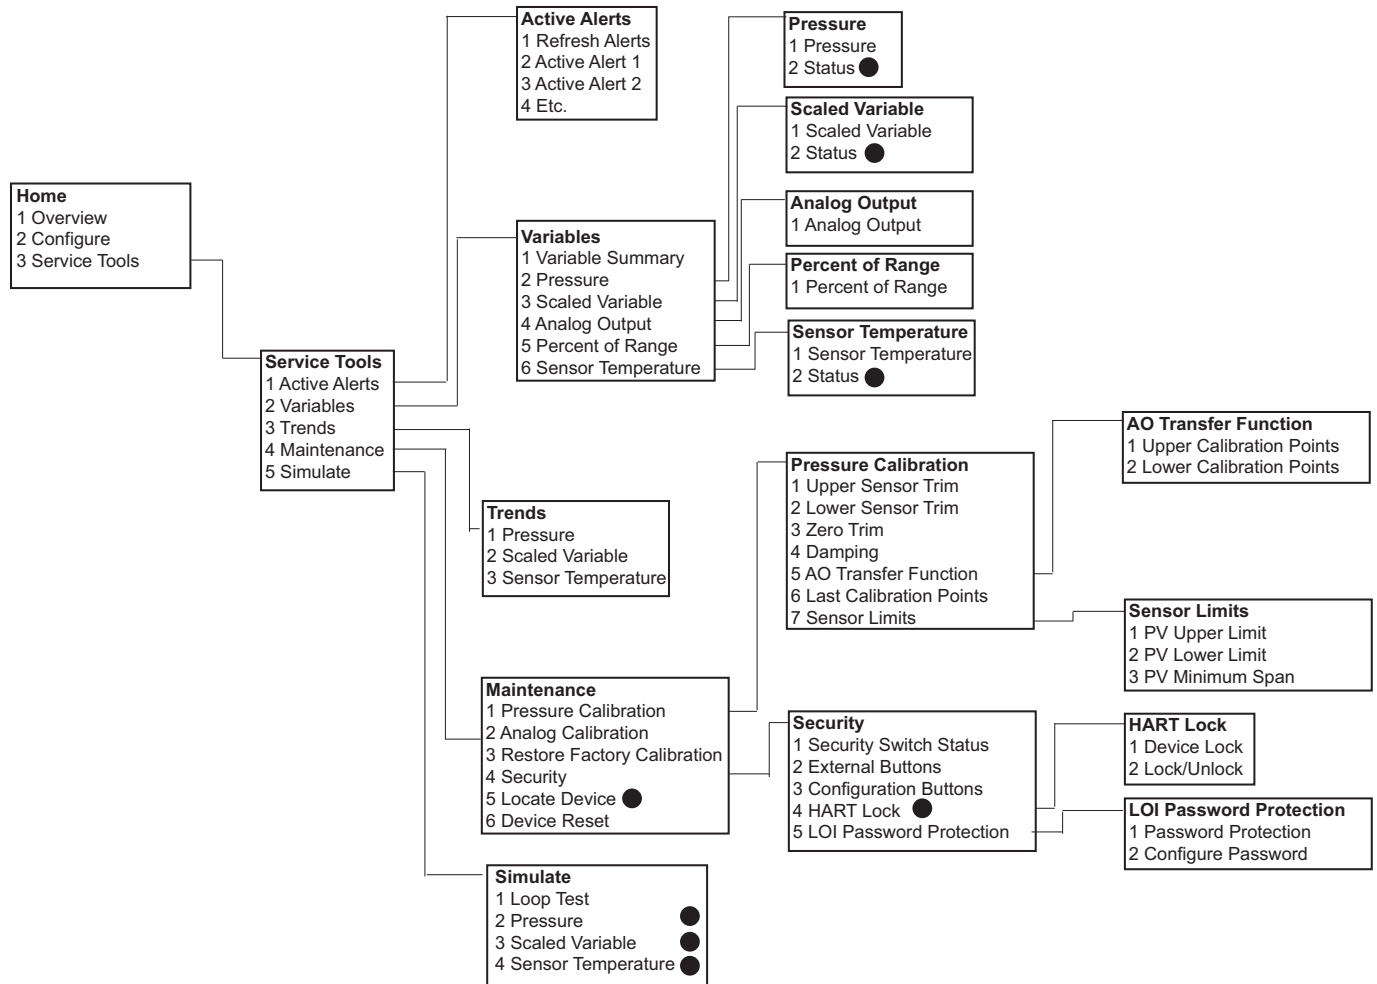 Home
1 Overview
2 Configure
3 Service Tools
Service Tools
1 Active Alerts
2 Variables
3 Trends
4 Maintenance
5 Simulate
Active Alerts
1 Refresh Alerts
2 Active Alert 1
3 Active Alert 2
4 Etc.
Variables
1 Variable Summary
2 Pressure
3 Scaled Variable
4 Analog Output
5 Percent of Range
6 Sensor Temperature
Trends
1 Pressure
2 Scaled Variable
3 Sensor Temperature
Maintenance
1 Pressure Calibration
2 Analog Calibration
3 Restore Factory Calibration
4 Security
5 Locate Device
6 Device Reset
Simulate
1 Loop Test
2 Pressure
3 Scaled Variable
4 Sensor Temperature
Pressure
1 Pressure
2 Status
Scaled Variable
1 Scaled Variable
2 Status
Analog Output
1 Analog Output
Percent of Range
1 Percent of Range
Sensor Temperature
1 Sensor Temperature
2 Status
Pressure Calibration
1 Upper Sensor Trim
2 Lower Sensor Trim
3 Zero Trim
4 Damping
5 AO Transfer Function
6 Last Calibration Points
7 Sensor Limits
Security
1 Security Switch Status
2 External Buttons
3 Configuration Buttons
4 HART Lock
5 LOI Password Protection
AO Transfer Function
1 Upper Calibration Points
2 Lower Calibration Points
Sensor Limits
1 PV Upper Limit
2 PV Lower Limit
3 PV Minimum Span
HART Lock
1 Device Lock
2 Lock/Unlock
LOI Password Protection
1 Password Protection
2 Configure Password